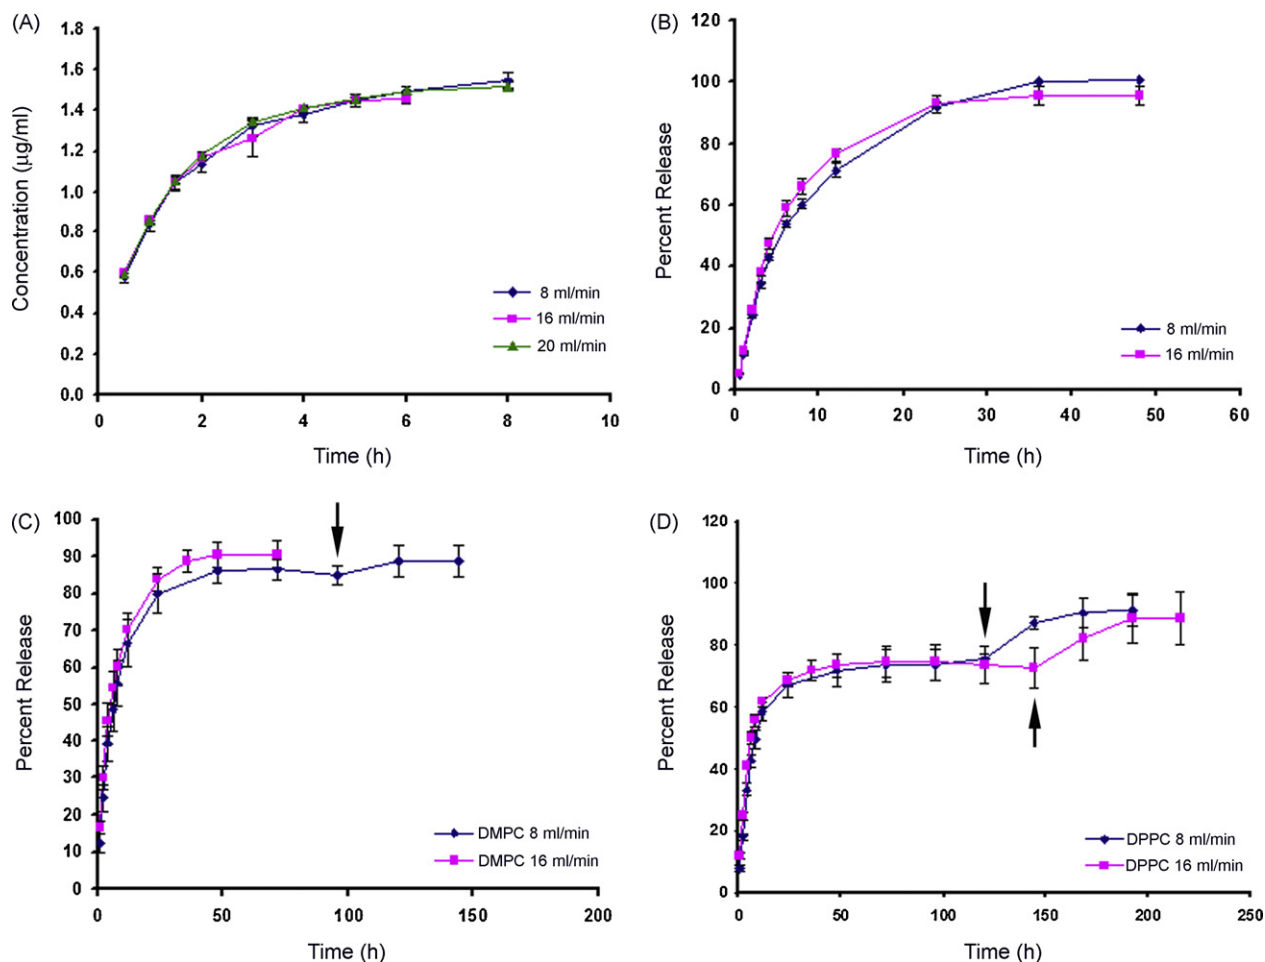 (A)
Concentration (µg/ml)
1.8
1.6
1.4
1.2
1.0
0.8
0.6
0.4
0.2
0.0
0 2 4 6 8 10
Time (h)
8 ml/min
16 ml/min
20 ml/min
(B)
Percent Release
120
100
80
60
40
20
0
0 10 20 30 40 50 60
Time (h)
8 ml/min
16 ml/min
(C)
Percent Release
100
90
80
70
60
50
40
30
20
10
0
0 50 100 150 200
Time (h)
DMPC 8 ml/min
DMPC 16 ml/min
(D)
Percent Release
120
100
80
60
40
20
0
0 50 100 150 200 250
Time (h)
DPPC 8 ml/min
DPPC 16 ml/min